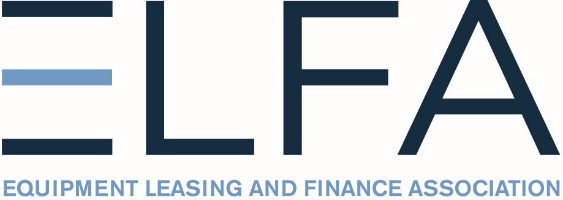 ELFA
EQUIPMENT LEASING AND FINANCE ASSOCIATION